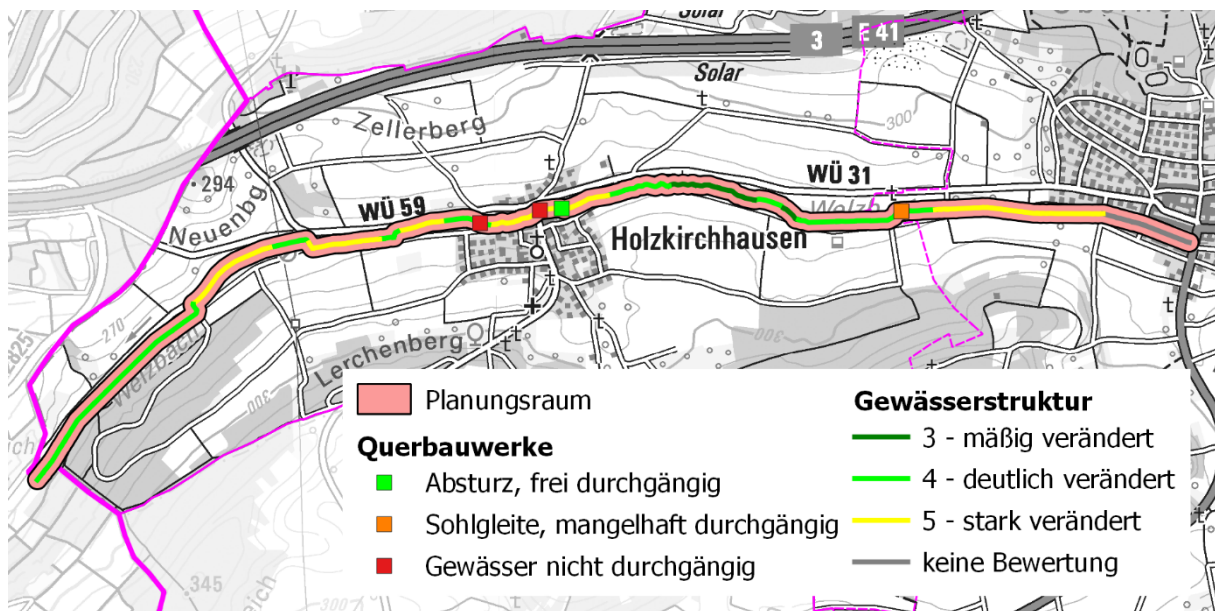 Solar
3
E 41
Solar
Zellerberg
300
294
Neuenbg.
WÜ 59
WÜ 31
Holzkirchhausen
270
Welzbach
Lerchenberg
300
300
345
300
Planungsraum
Querbauwerke
Absturz, frei durchgängig
Sohlgleite, mangelhaft durchgängig
Gewässer nicht durchgängig
Gewässerstruktur
3 - mäßig verändert
4 - deutlich verändert
5 - stark verändert
keine Bewertung